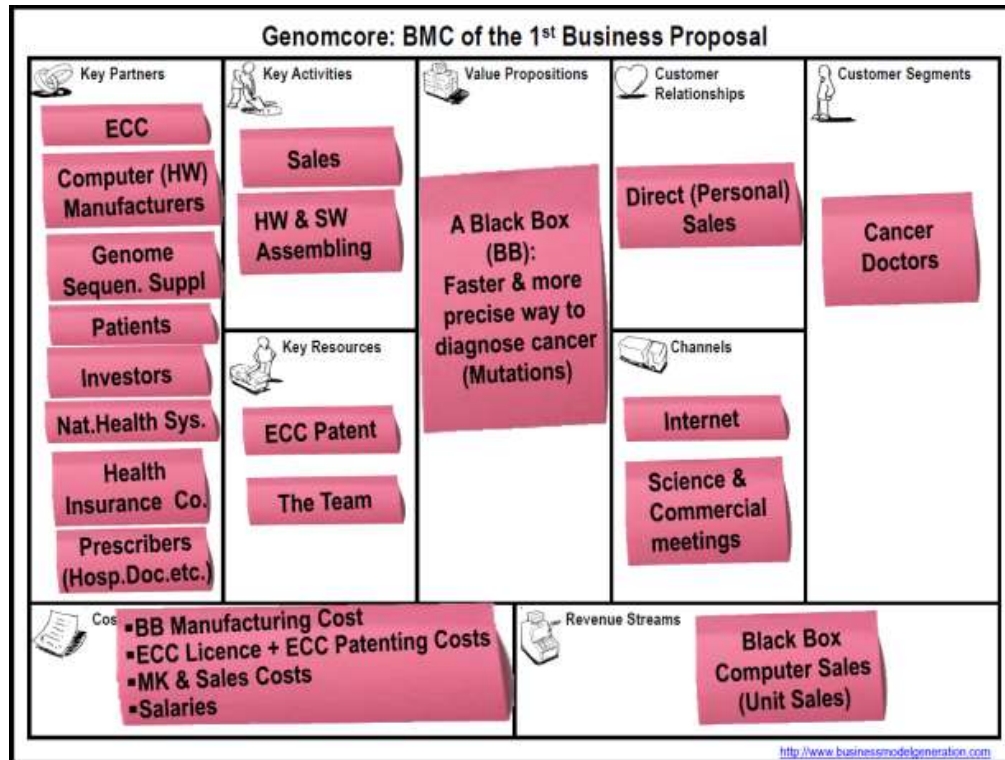 Genomcore: BMC of the 1st Business Proposal
Key Partners
ECC
Computer (HW)
Manufacturers
Genome
Sequen. Suppl
Patients
Investors
Nat.Health Sys.
Health
Insurance Co.
Prescribers
(Hosp.Doc.etc.)
Key Activities
Sales
HW & SW
Assembling
Key Resources
ECC Patent
The Team
Value Propositions
A Black Box
(BB):
Faster & more
precise way to
diagnose cancer
(Mutations)
Customer
Relationships
Direct (Personal)
Sales
Channels
Internet
Science &
Commercial
meetings
Customer Segments
Cancer
Doctors
Cos
▪BB Manufacturing Cost
▪ECC Licence + ECC Patenting Costs
▪MK & Sales Costs
▪Salaries
Revenue Streams
Black Box
Computer Sales
(Unit Sales)
http://www.businessmodelgeneration.com